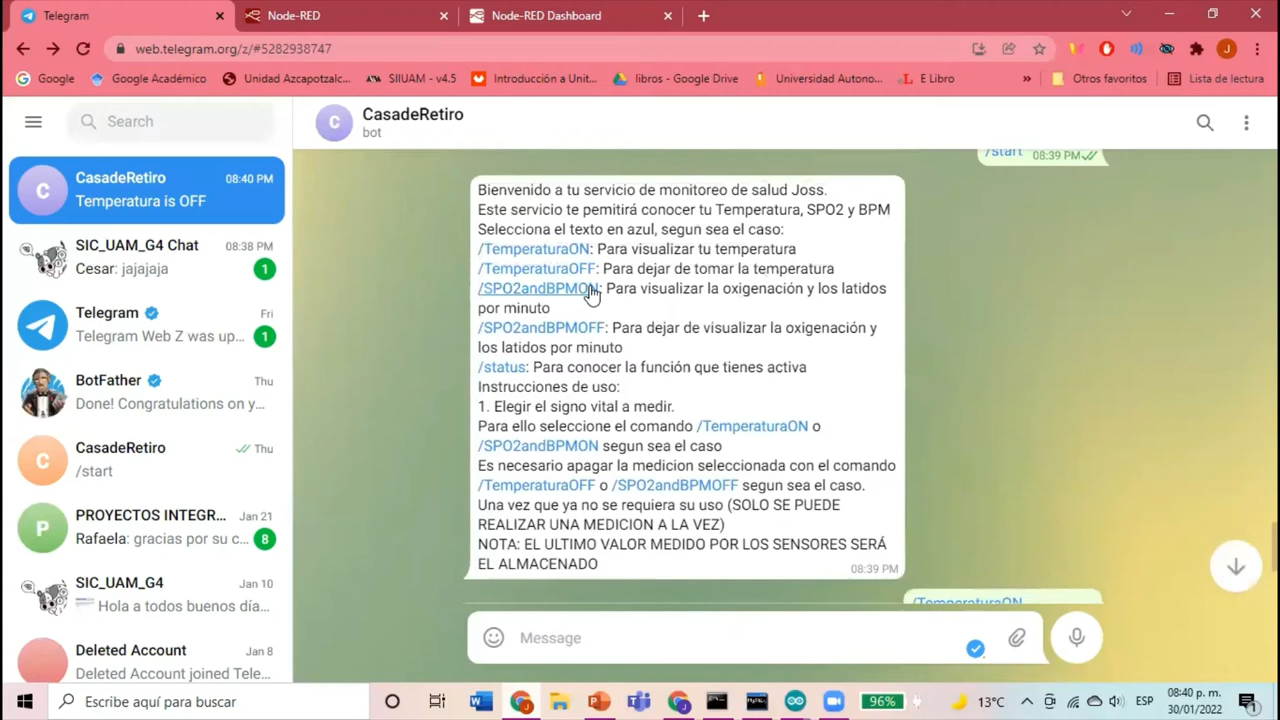 Telegram
Node-RED
Node-RED Dashboard
web.telegram.org/z/#5282938747
Google
Google Académico
Unidad Azcapotzalc...
SIIUAM - v4.5
Introducción a Unit...
libros - Google Drive
Universidad Autono...
E Libro
»
Otros favoritos
Lista de lectura
Search
C
CasadeRetiro
bot
C
CasadeRetiro
08:40 PM
Temperatura is OFF
SIC_UAM_G4 Chat
08:38 PM
Cesar: jajajaja
1
Telegram
Fri
Telegram Web Z was up...
1
BotFather
Thu
Done! Congratulations on y...
C
CasadeRetiro
Thu
/start
P
PROYECTOS INTEGR...
Jan 21
Rafaela: gracias por su c...
8
SIC_UAM_G4
Jan 10
Hola a todos buenos día...
Deleted Account
Jan 8
Deleted Account joined Tele...
/start
08:39 PM
Bienvenido a tu servicio de monitoreo de salud Joss.
Este servicio te pemitirá conocer tu Temperatura, SPO2 y BPM
Selecciona el texto en azul, segun sea el caso:
/TemperaturaON: Para visualizar tu temperatura
/TemperaturaOFF: Para dejar de tomar la temperatura
/SPO2andBPMON: Para visualizar la oxigenación y los latidos
por minuto
/SPO2andBPMOFF: Para dejar de visualizar la oxigenación y
los latidos por minuto
/status: Para conocer la función que tienes activa
Instrucciones de uso:
1. Elegir el signo vital a medir.
Para ello seleccione el comando /TemperaturaON o
/SPO2andBPMON segun sea el caso
Es necesario apagar la medicion seleccionada con el comando
/TemperaturaOFF o /SPO2andBPMOFF segun sea el caso.
Una vez que ya no se requiera su uso (SOLO SE PUEDE
REALIZAR UNA MEDICION A LA VEZ)
NOTA: EL ULTIMO VALOR MEDIDO POR LOS SENSORES SERÁ
EL ALMACENADO
08:39 PM
/TemperaturaON
Message
Escribe aquí para buscar
96%
13°C
ESP
08:40 p. m.
30/01/2022